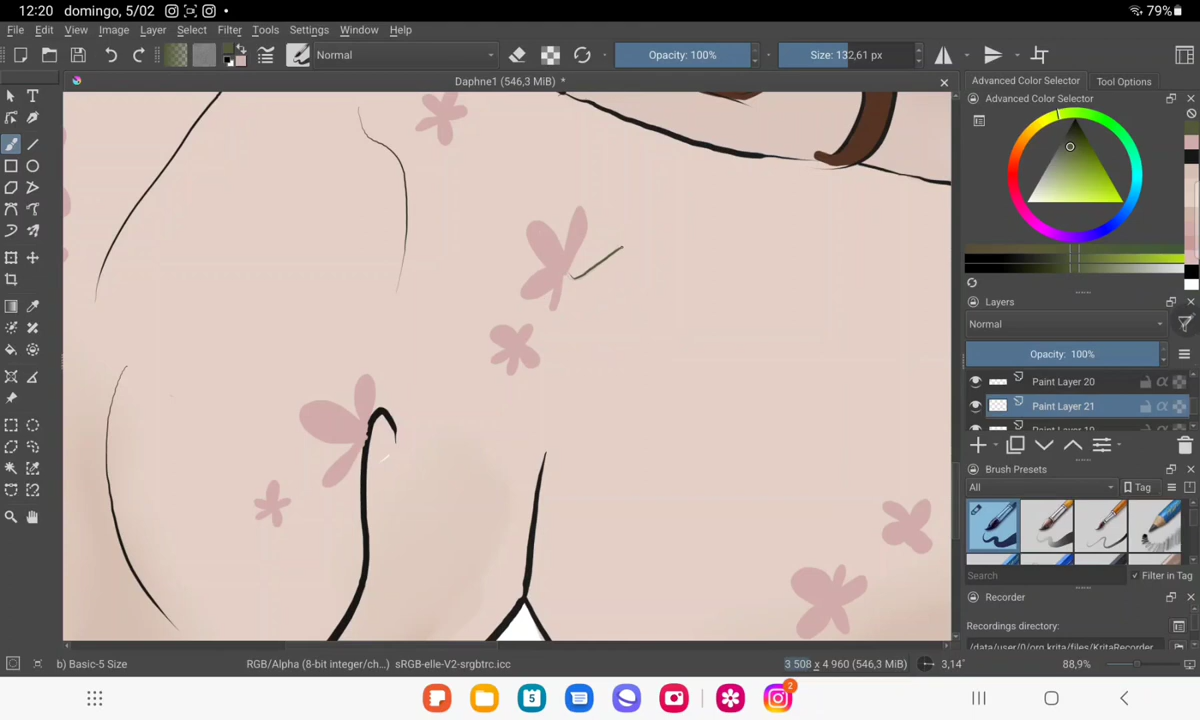 12:20 domingo, 5/02
79%
File Edit View Image Layer Select Filter Tools Settings Window Help
Normal
Opacity: 100%
Size: 132,61 px
Daphne1 (546,3 MiB) *
Advanced Color Selector
Tool Options
Advanced Color Selector
Layers
Normal
Opacity: 100%
Paint Layer 20
Paint Layer 21
Brush Presets
All
Tag
Search
Filter in Tag
Recorder
Recordings directory:
/data/user/0/org.krita/files/KritaRecorder
b) Basic-5 Size
RGB/Alpha (8-bit integer/ch...) sRGB-elle-V2-srgbtrc.icc
3 508 x 4 960 (546,3 MiB)
3,14°
88,9%
5
2